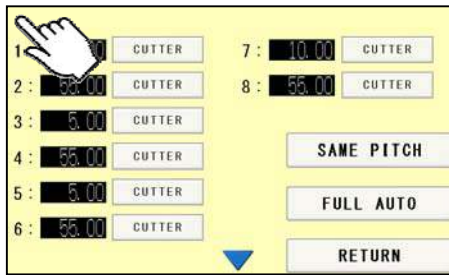 1 CUTTER
2 : 55.00 CUTTER
3 : 5.00 CUTTER
4 : 55.00 CUTTER
5 : 5.00 CUTTER
6 : 55.00 CUTTER
7 : 10.00 CUTTER
8 : 55.00 CUTTER
SAME PITCH
FULL AUTO
RETURN